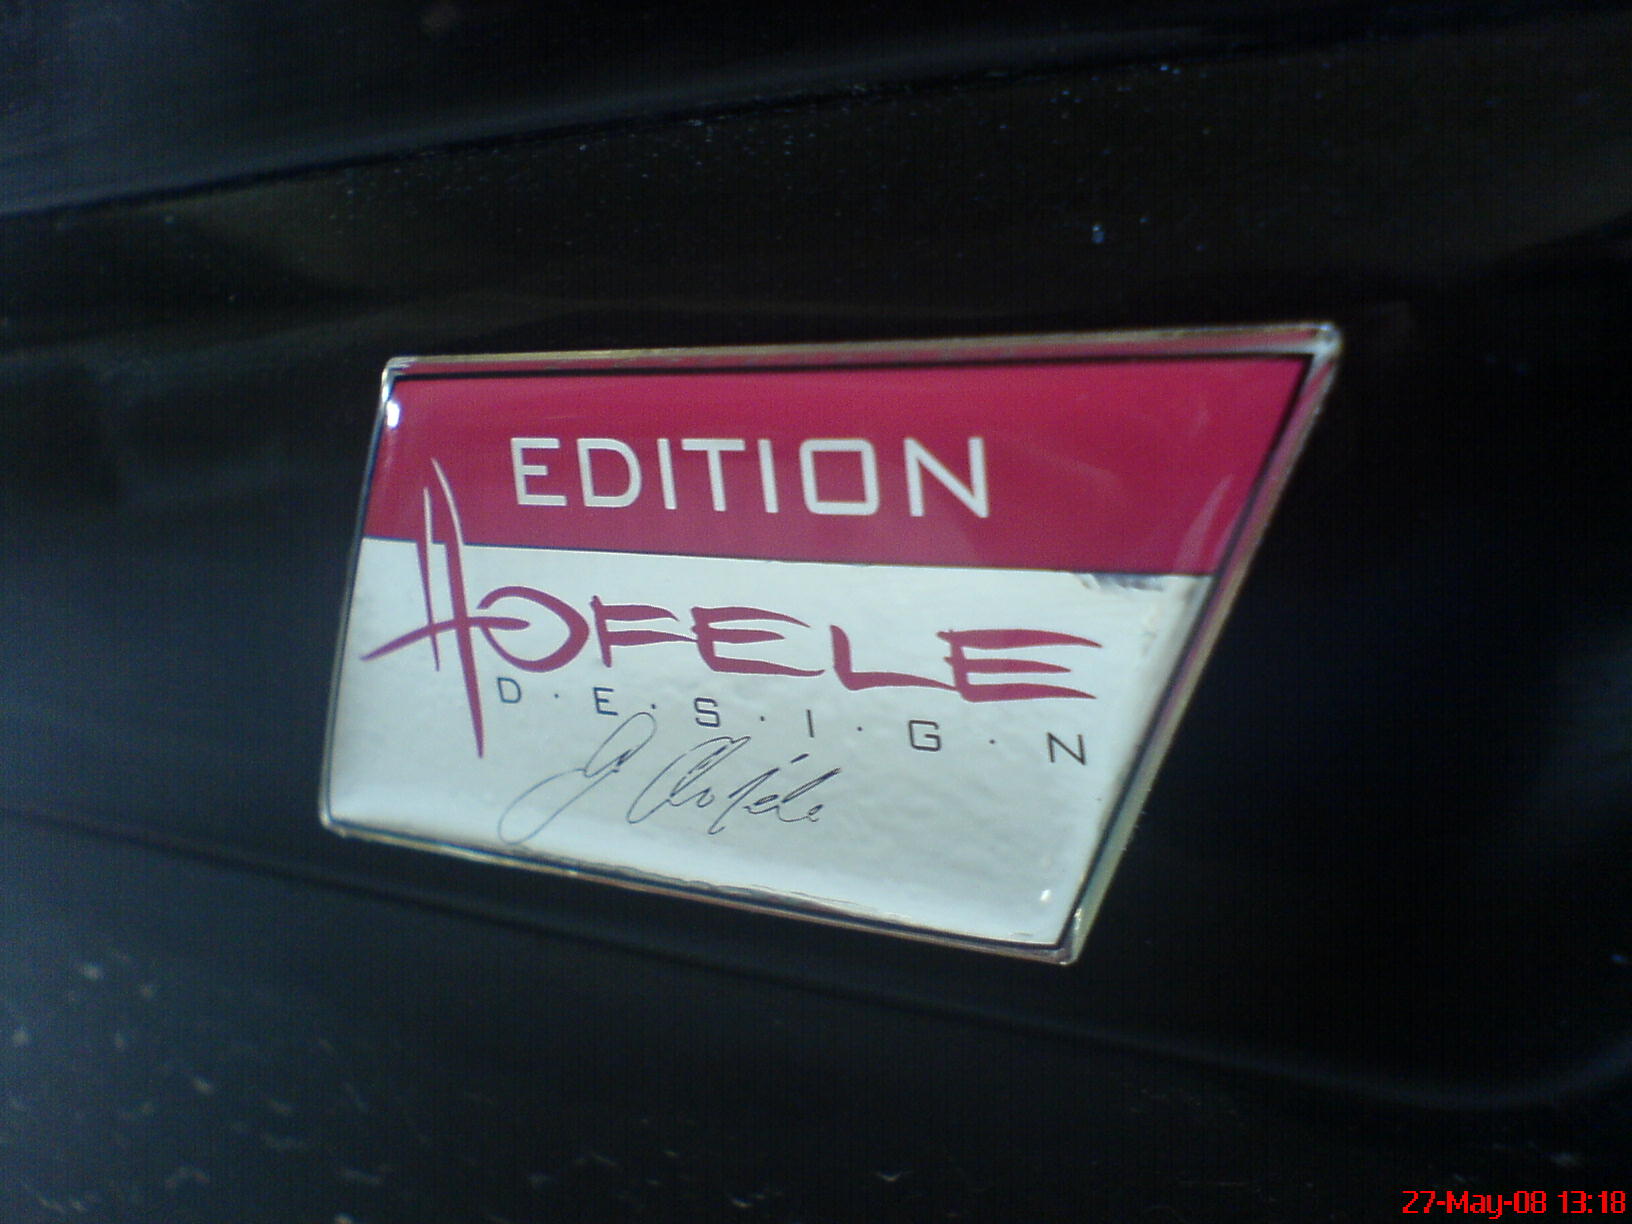 EDITION
HOFELE
D·E·S·I·G·N
27-May-08 13:18